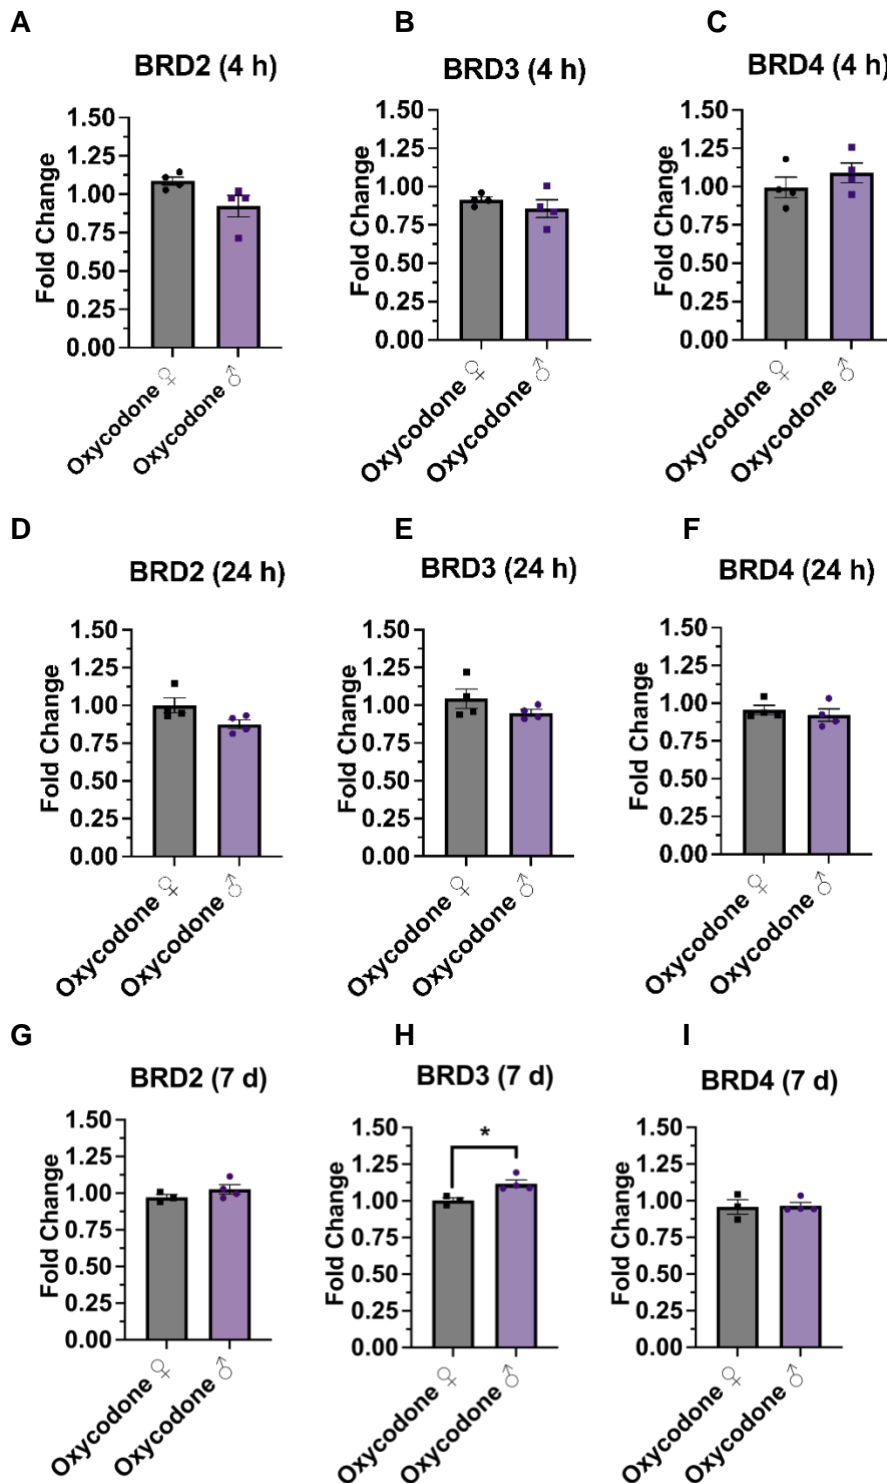 A
BRD2 (4 h)
Fold Change
1.50
1.25
1.00
0.75
0.50
0.25
0.00
Oxycodone ♀
Oxycodone ♂
B
BRD3 (4 h)
Fold Change
1.50
1.25
1.00
0.75
0.50
0.25
0.00
Oxycodone ♀
Oxycodone ♂
C
BRD4 (4 h)
Fold Change
1.50
1.25
1.00
0.75
0.50
0.25
0.00
Oxycodone ♀
Oxycodone ♂
D
BRD2 (24 h)
Fold Change
1.50
1.25
1.00
0.75
0.50
0.25
0.00
Oxycodone ♀
Oxycodone ♂
E
BRD3 (24 h)
Fold Change
1.50
1.25
1.00
0.75
0.50
0.25
0.00
Oxycodone ♀
Oxycodone ♂
F
BRD4 (24 h)
Fold Change
1.50
1.25
1.00
0.75
0.50
0.25
0.00
Oxycodone ♀
Oxycodone ♂
G
BRD2 (7 d)
Fold Change
1.50
1.25
1.00
0.75
0.50
0.25
0.00
Oxycodone ♀
Oxycodone ♂
H
BRD3 (7 d)
Fold Change
1.50
1.25
1.00
0.75
0.50
0.25
0.00
*
Oxycodone ♀
Oxycodone ♂
I
BRD4 (7 d)
Fold Change
1.50
1.25
1.00
0.75
0.50
0.25
0.00
Oxycodone ♀
Oxycodone ♂